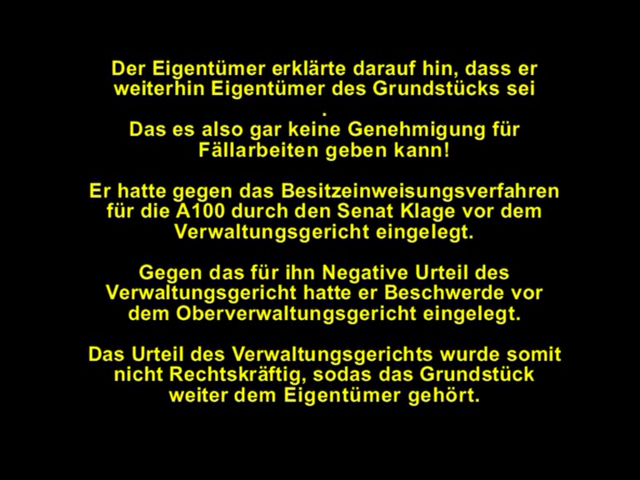 Der Eigentümer erklärte darauf hin, dass er
weiterhin Eigentümer des Grundstücks sei
.
Das es also gar keine Genehmigung für
Fällarbeiten geben kann!
Er hatte gegen das Besitzeinweisungsverfahren
für die A100 durch den Senat Klage vor dem
Verwaltungsgericht eingelegt.
Gegen das für ihn Negative Urteil des
Verwaltungsgericht hatte er Beschwerde vor
dem Oberverwaltungsgericht eingelegt.
Das Urteil des Verwaltungsgerichts wurde somit
nicht Rechtskräftig, sodas das Grundstück
weiter dem Eigentümer gehört.